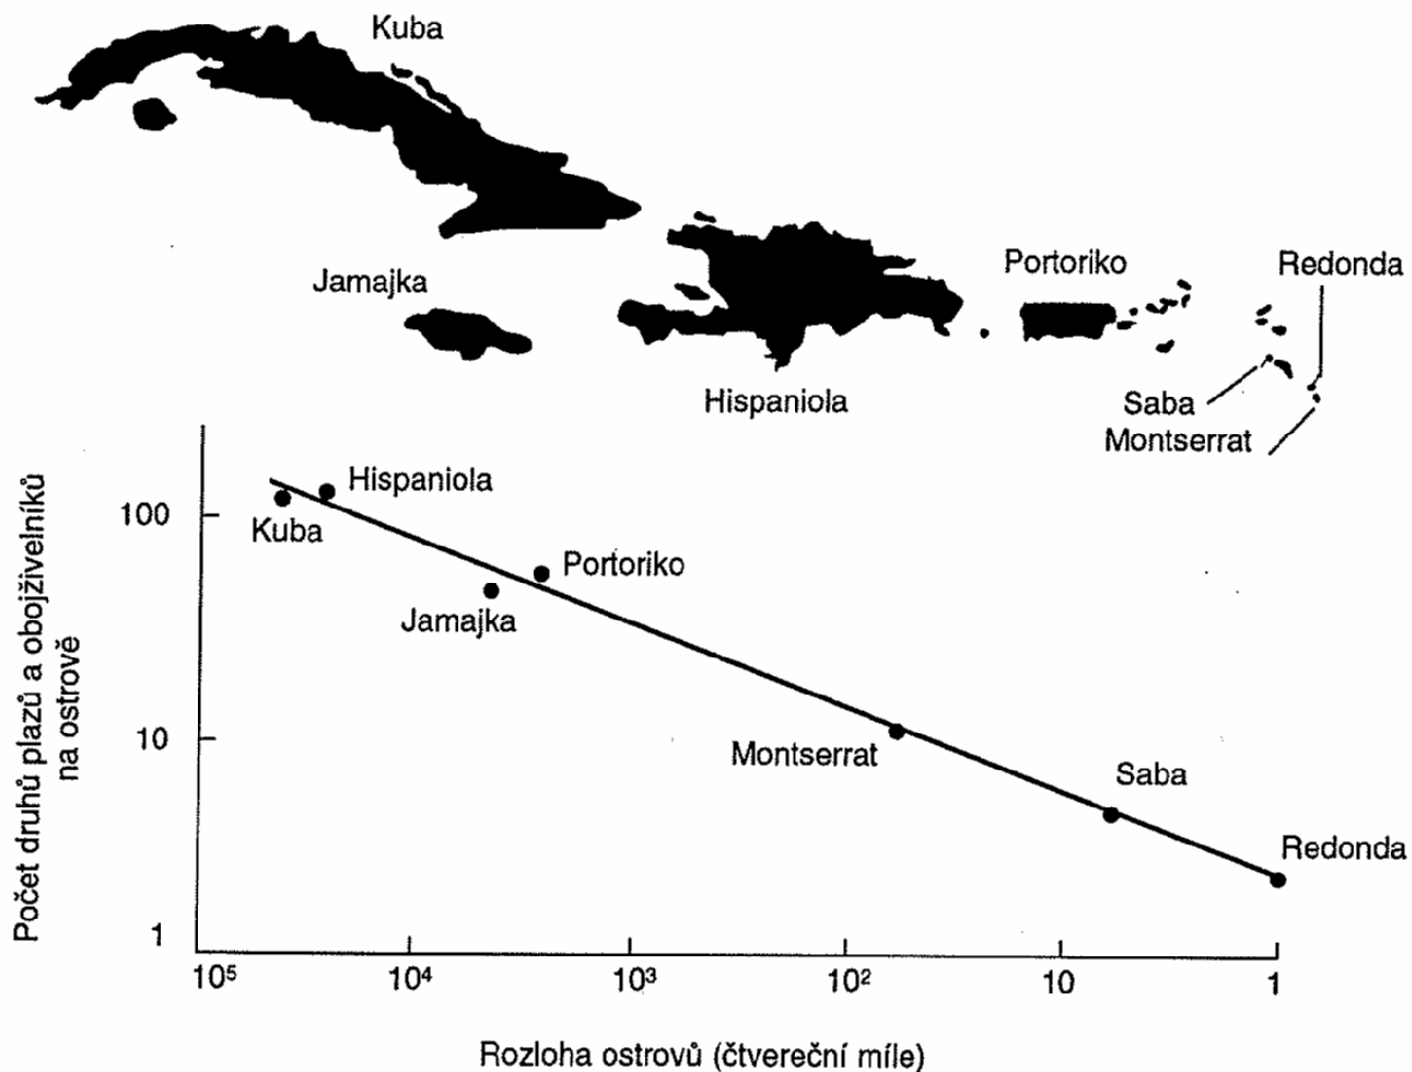 Kuba
Jamajka
Portoriko
Redonda
Hispaniola
Saba
Montserrat
Počet druhů plazů a obojživelníků
na ostrově
100
10
1
Hispaniola
Kuba
Portoriko
Jamajka
Montserrat
Saba
Redonda
10⁵
10⁴
10³
10²
10
1
Rozloha ostrovů (čtvereční míle)